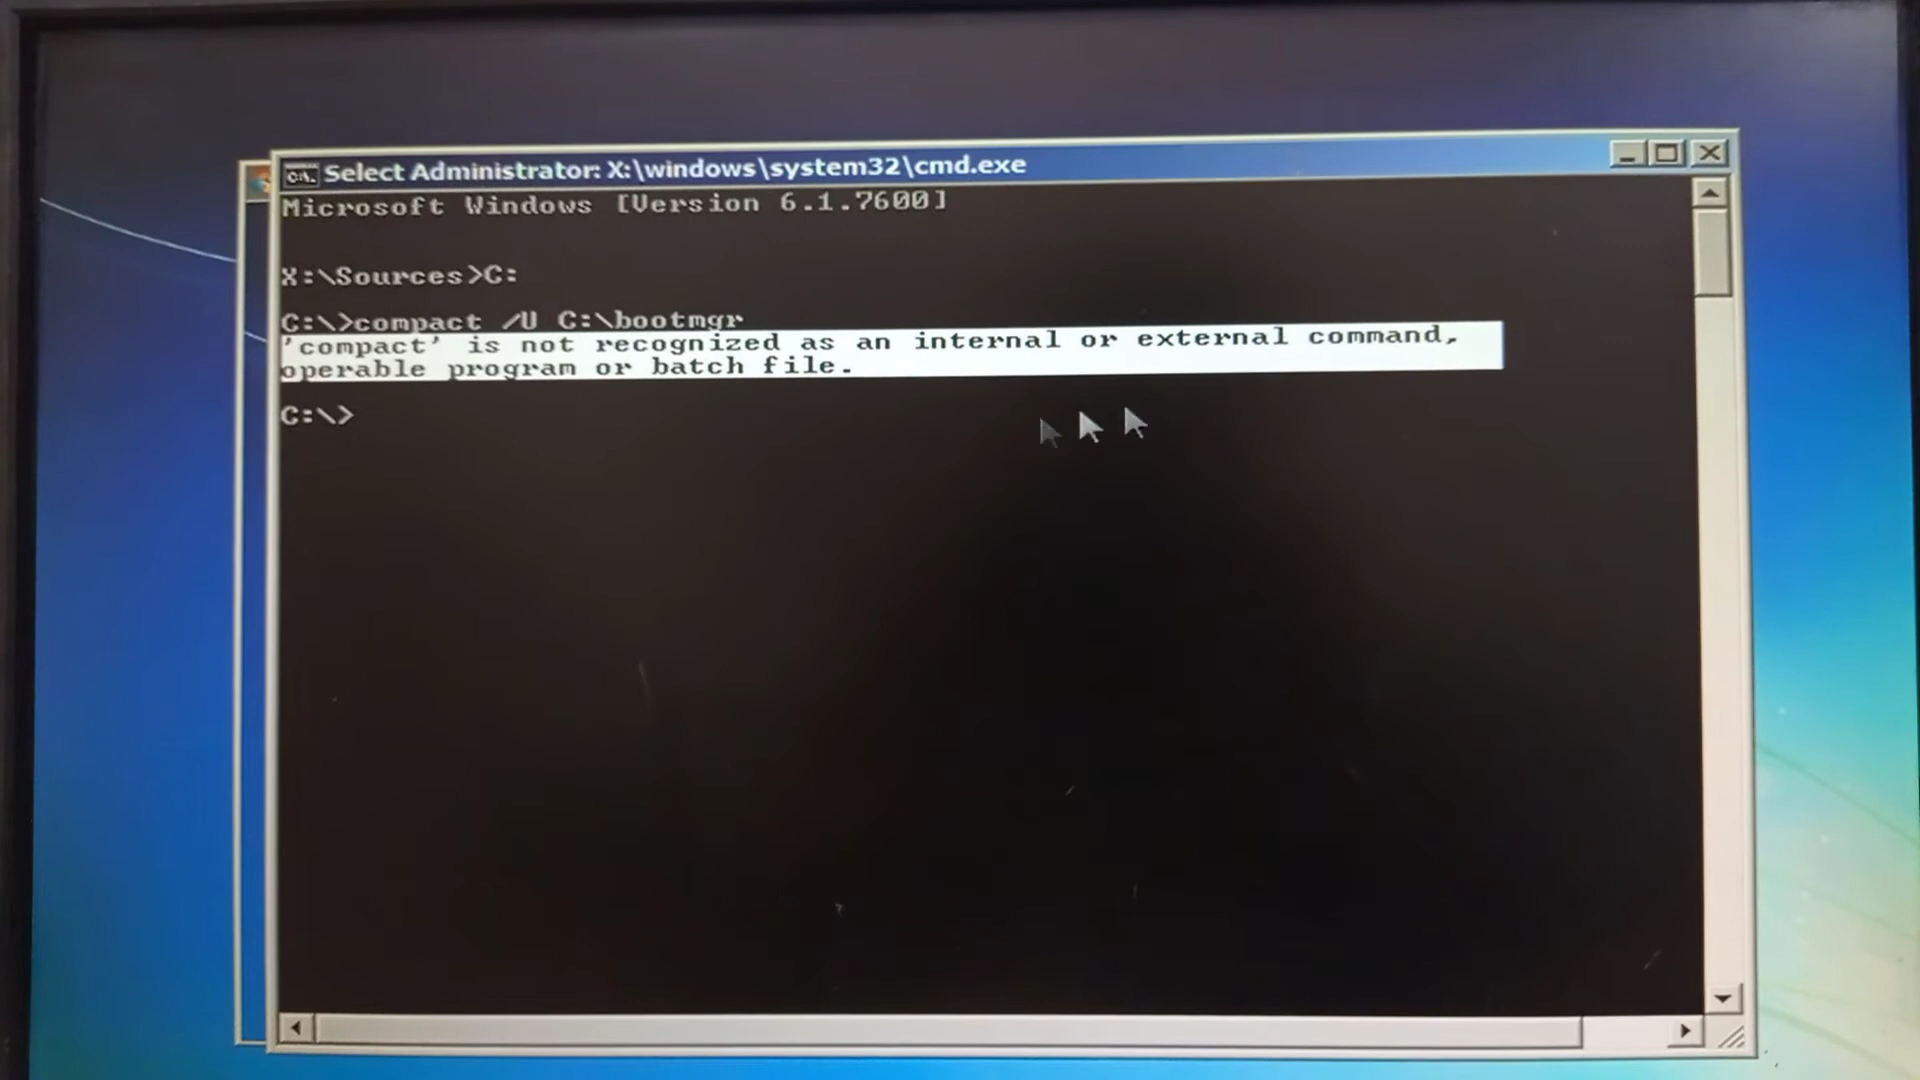 Select Administrator: X:\windows\system32\cmd.exe
Microsoft Windows [Version 6.1.7600]
X:\Sources>C:
C:\>compact /U C:\bootmgr
'compact' is not recognized as an internal or external command,
operable program or batch file.
C:\>